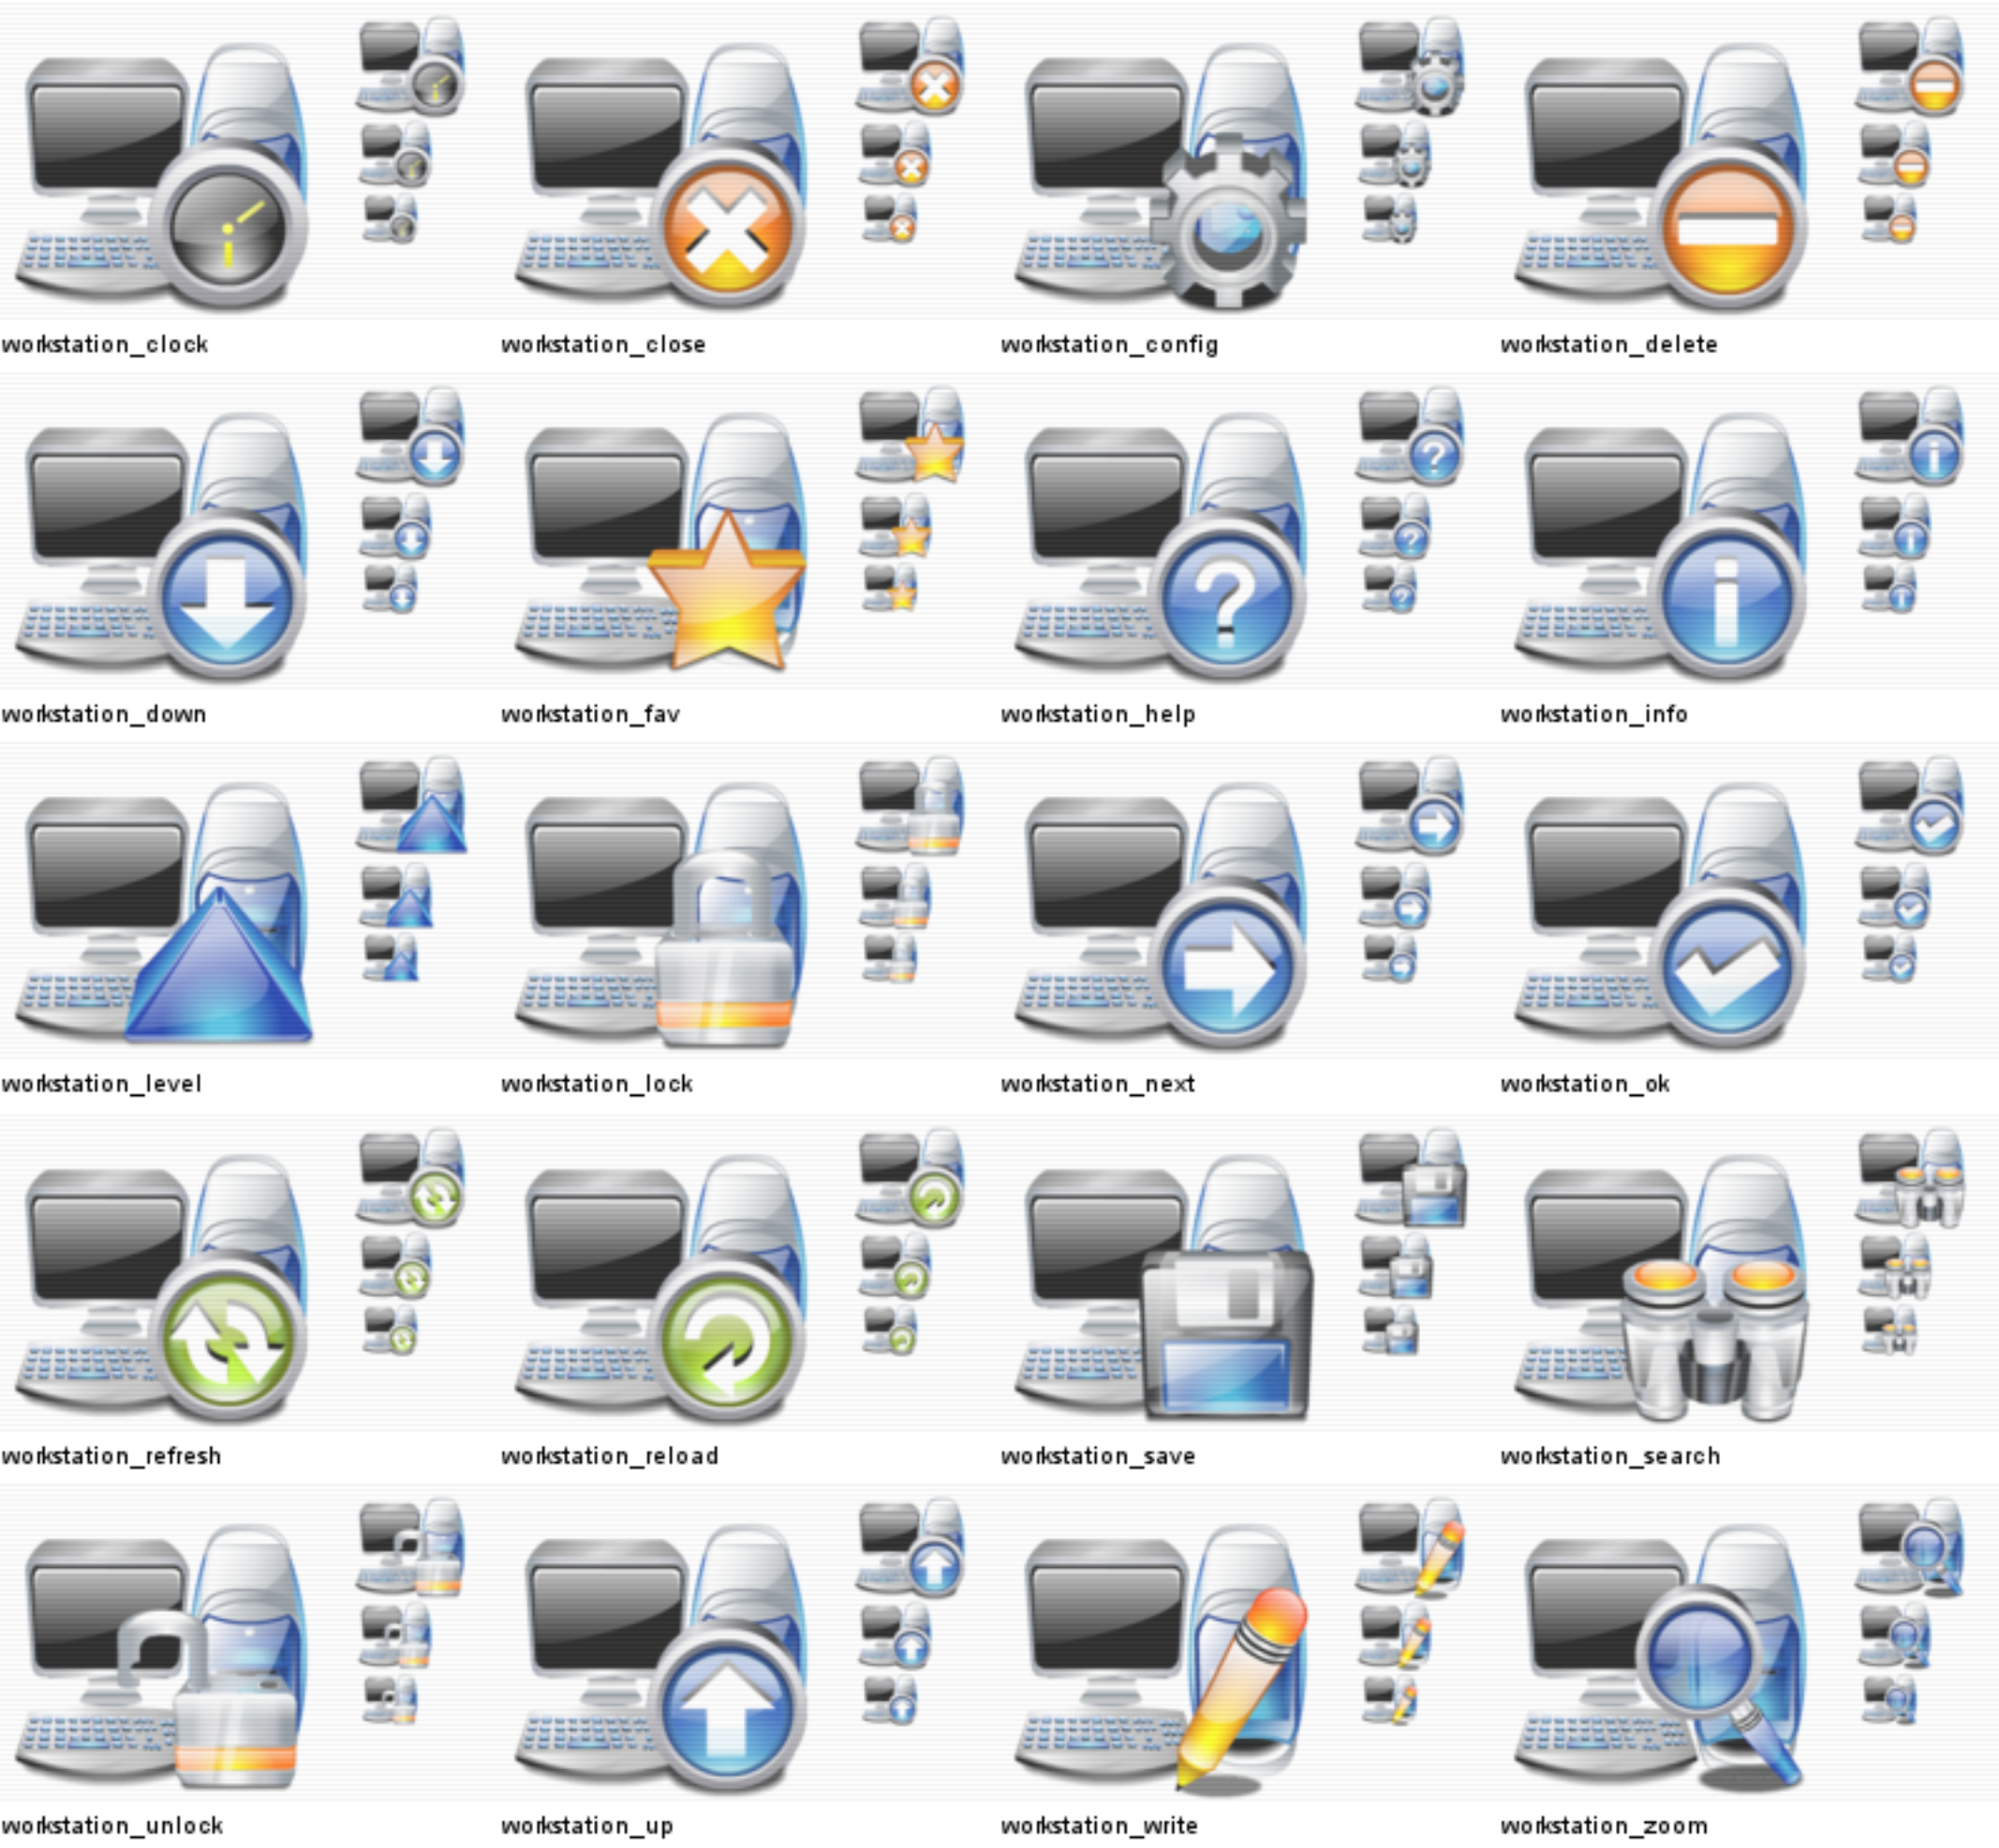 workstation_clock
workstation_close
workstation_config
workstation_delete
workstation_down
workstation_fav
workstation_help
workstation_info
workstation_level
workstation_lock
workstation_next
workstation_ok
workstation_refresh
workstation_reload
workstation_save
workstation_search
workstation_unlock
workstation_up
workstation_write
workstation_zoom